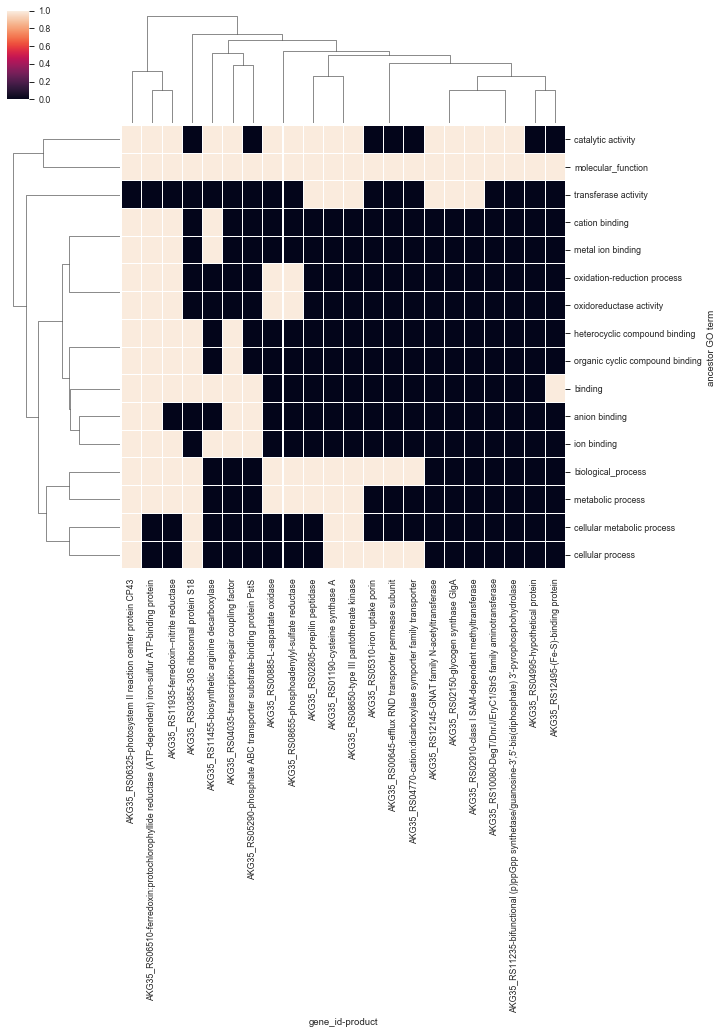 1.0
0.8
0.6
0.4
0.2
0.0
catalytic activity
molecular_function
transferase activity
cation binding
metal ion binding
oxidation-reduction process
oxidoreductase activity
heterocyclic compound binding
organic cyclic compound binding
binding
anion binding
ion binding
biological_process
metabolic process
cellular metabolic process
cellular process
ancestor GO term
AKG35_RS06325-photosystem II reaction center protein CP43
AKG35_RS06510-ferredoxin:protochlorophyllide reductase (ATP-dependent) iron-sulfur ATP-binding protein
AKG35_RS11935-ferredoxin--nitrite reductase
AKG35_RS03855-30S ribosomal protein S18
AKG35_RS11455-biosynthetic arginine decarboxylase
AKG35_RS04035-transcription-repair coupling factor
AKG35_RS05290-phosphate ABC transporter substrate-binding protein PstS
AKG35_RS00885-L-aspartate oxidase
AKG35_RS08655-phosphoadenylyl-sulfate reductase
AKG35_RS02805-prepilin peptidase
AKG35_RS01190-cysteine synthase A
AKG35_RS08650-type III pantothenate kinase
AKG35_RS05310-iron uptake porin
AKG35_RS00645-efflux RND transporter permease subunit
AKG35_RS04770-cation:dicarboxylase symporter family transporter
AKG35_RS12145-GNAT family N-acetyltransferase
AKG35_RS02150-glycogen synthase GlgA
AKG35_RS02910-class I SAM-dependent methyltransferase
AKG35_RS10080-DegT/DnrJ/EryC1/StrS family aminotransferase
AKG35_RS11235-bifunctional (p)ppGpp synthetase/guanosine-3',5'-bis(diphosphate) 3'-pyrophosphohydrolase
AKG35_RS04995-hypothetical protein
AKG35_RS12495-(Fe-S)-binding protein
gene_id-product